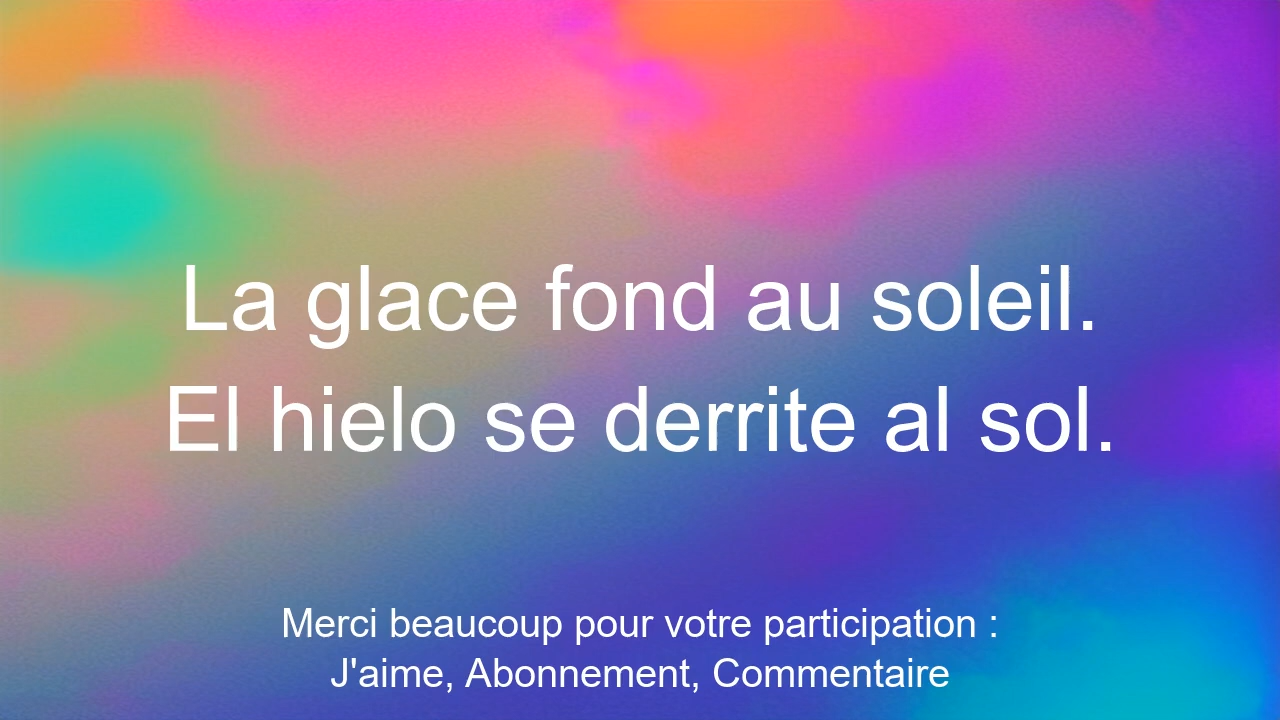 La glace fond au soleil.
El hielo se derrite al sol.
Merci beaucoup pour votre participation :
J'aime, Abonnement, Commentaire